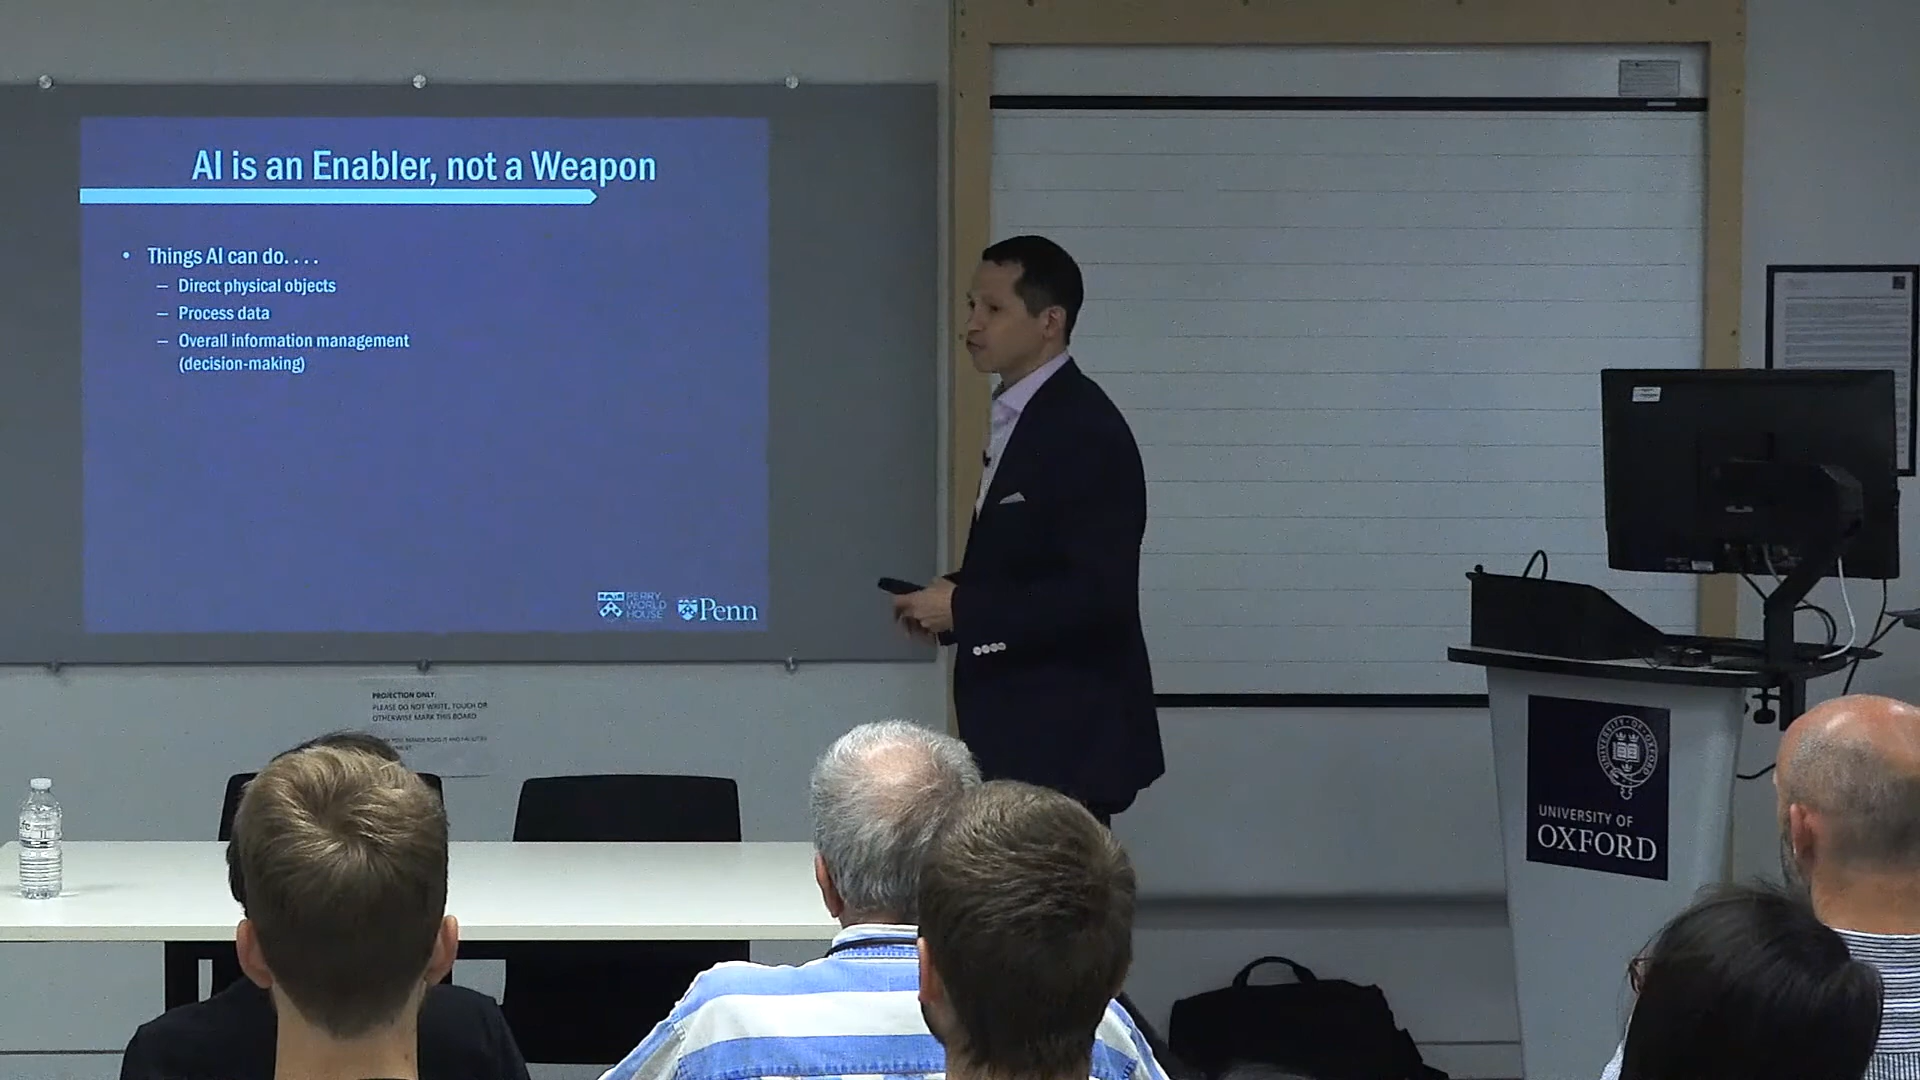 AI is an Enabler, not a Weapon
• Things AI can do. . . .
– Direct physical objects
– Process data
– Overall information management
(decision-making)
PERRY
WORLD
HOUSE
Penn
PROJECTION ONLY.
PLEASE DO NOT WRITE, TOUCH OR
OTHERWISE MARK THIS BOARD
UNIVERSITY OF
OXFORD